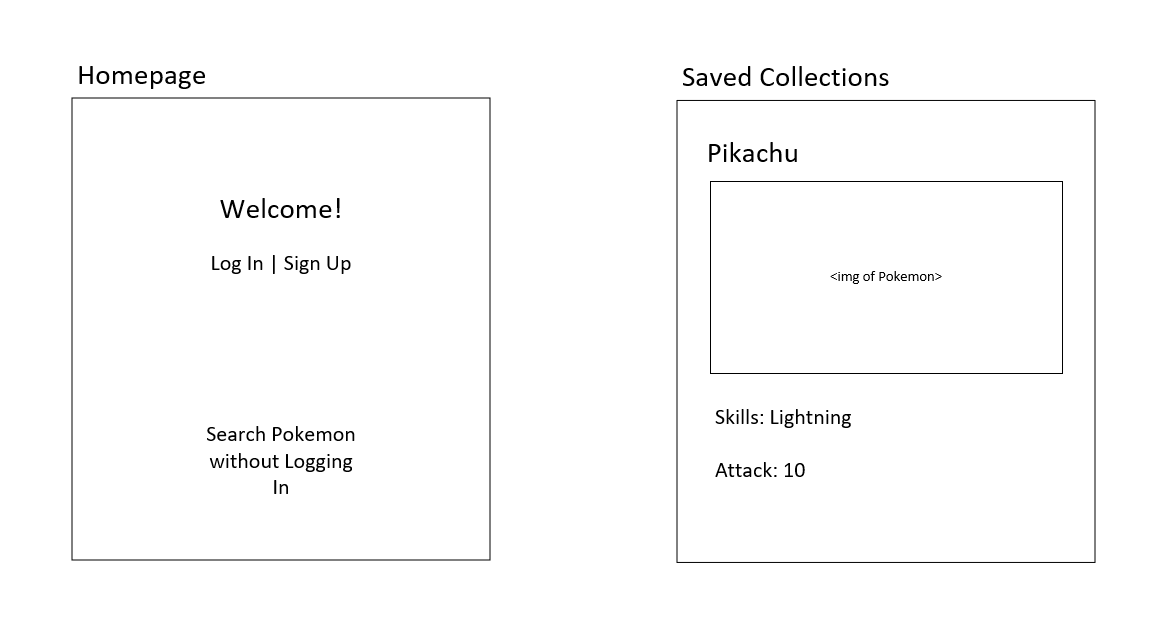 Homepage
Welcome!
Log In | Sign Up
Search Pokemon
without Logging
In
Saved Collections
Pikachu
<img of Pokemon>
Skills: Lightning
Attack: 10